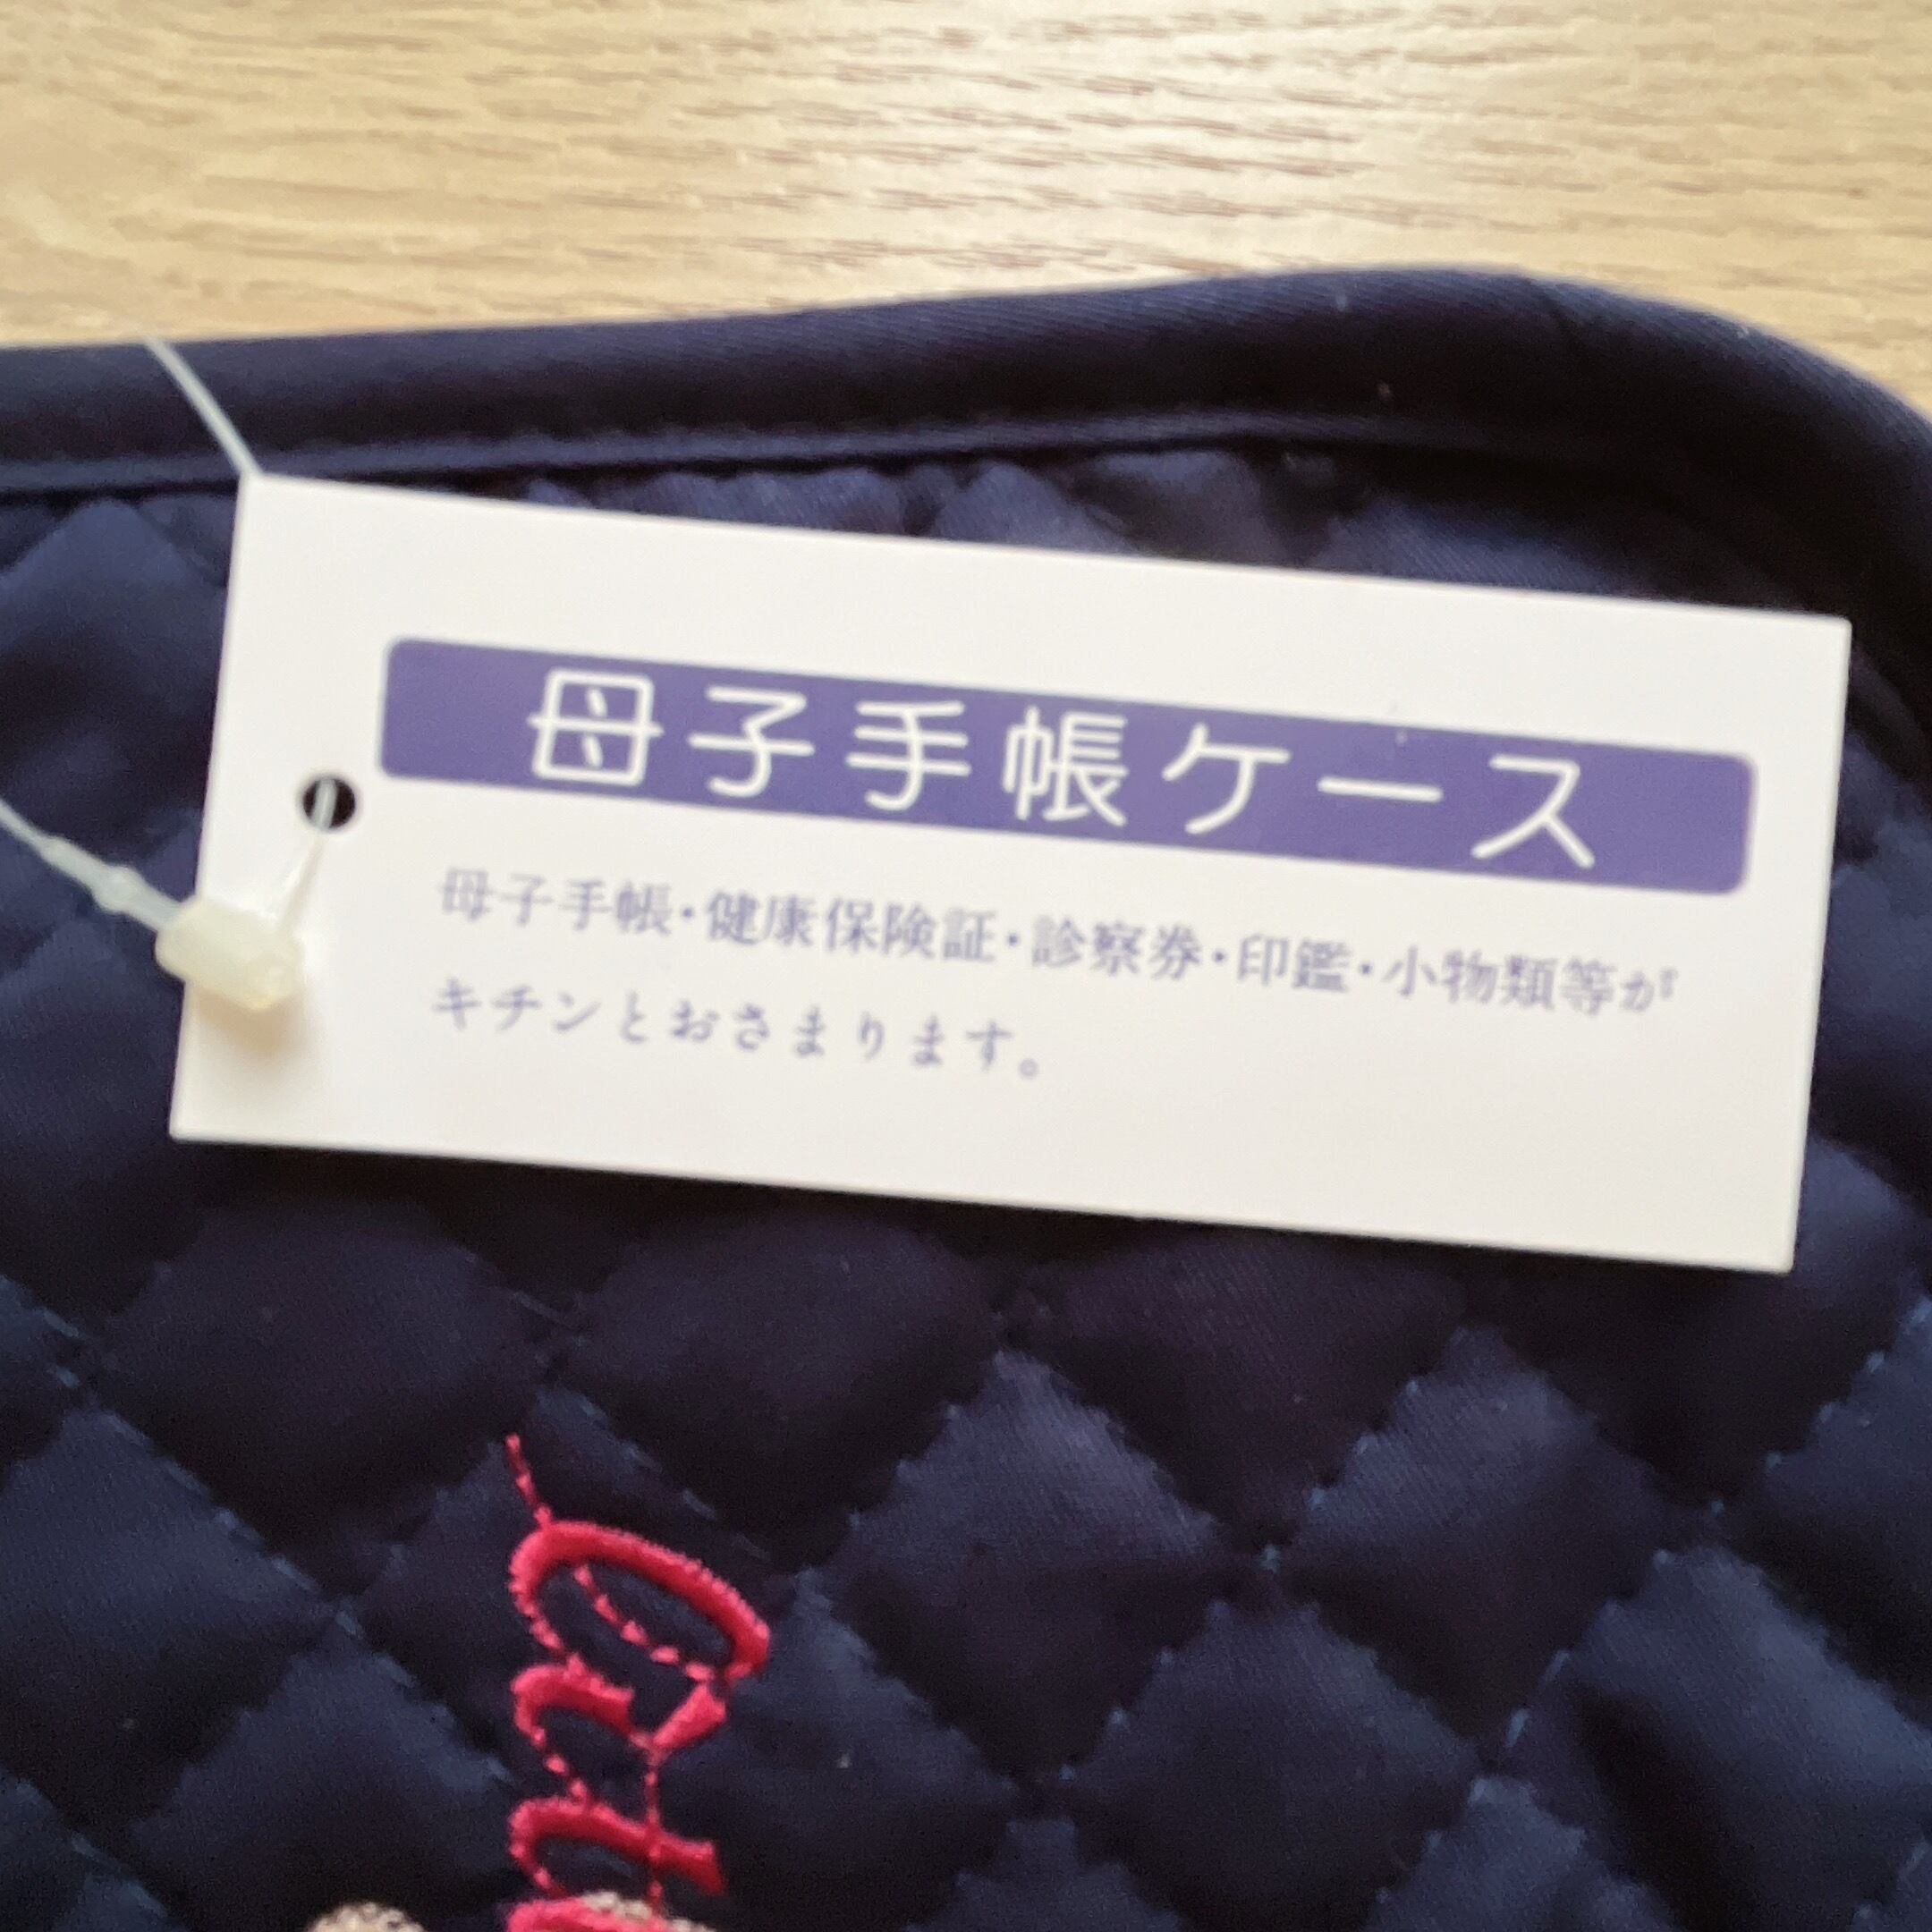 母子手帳ケース
母子手帳・健康保険証・診察券・印鑑・小物類等が
キチンとおさまります。